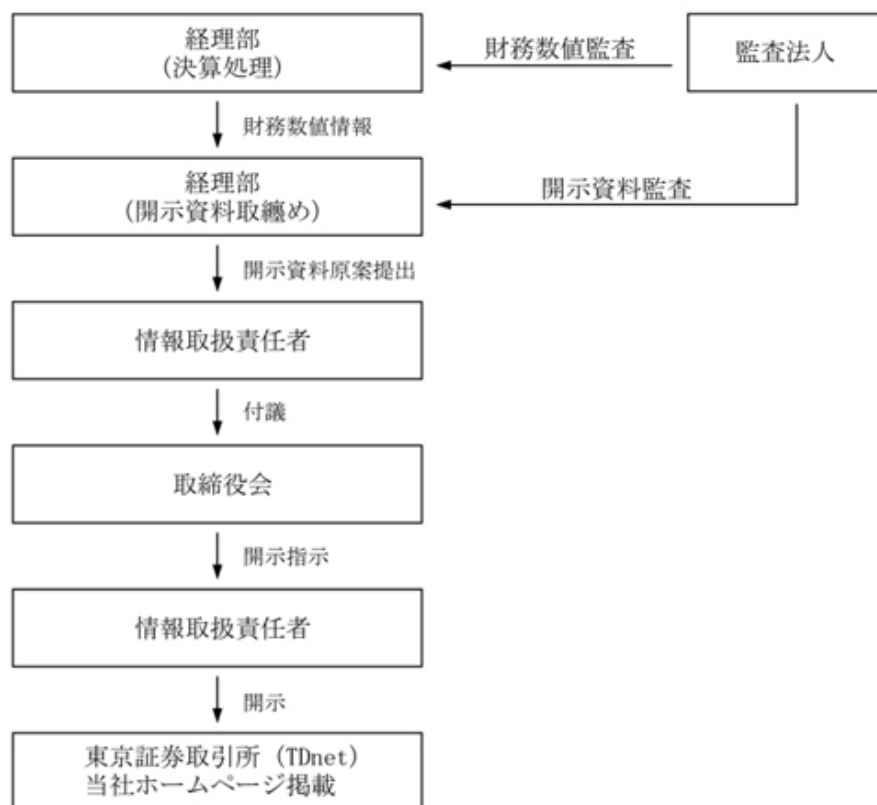 経理部
(決算処理)
財務数値監査
監査法人
財務数値情報
経理部
(開示資料取纏め)
開示資料監査
開示資料原案提出
情報取扱責任者
付議
取締役会
開示指示
情報取扱責任者
開示
東京証券取引所 (TDnet)
当社ホームページ掲載